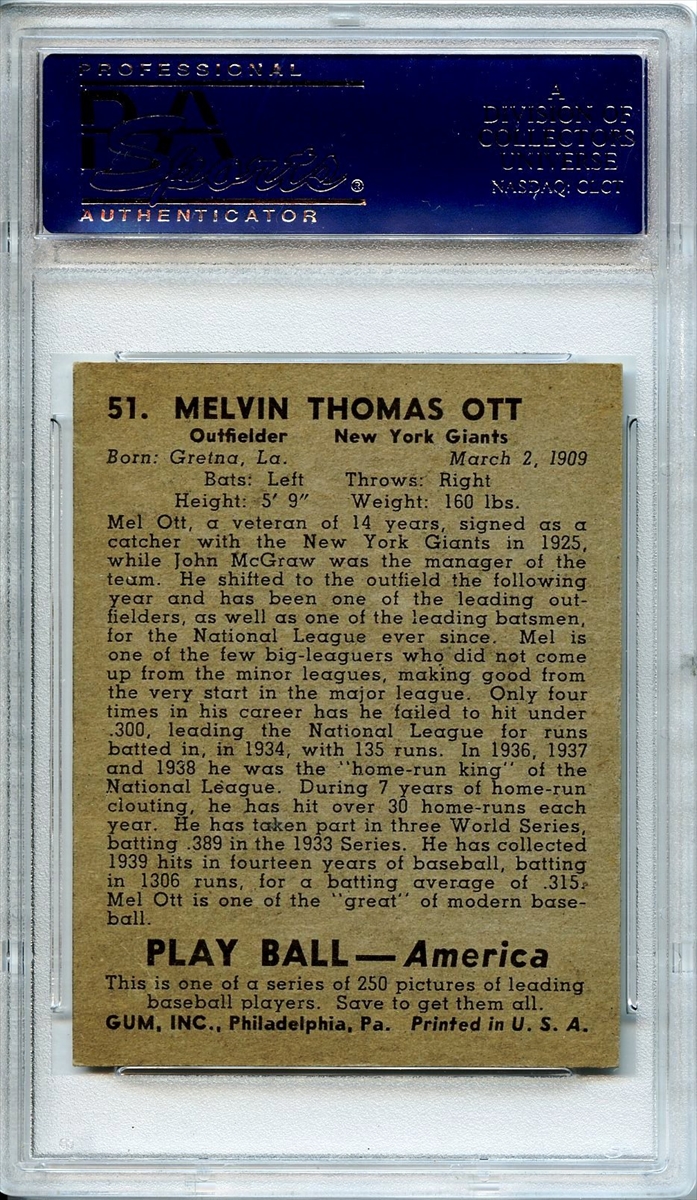 PROFESSIONAL
PSA
Sports®
AUTHENTICATOR
A
DIVISION OF
COLLECTORS
UNIVERSE
NASDAQ: CLCT
51. MELVIN THOMAS OTT
Outfielder New York Giants
Born: Gretna, La. March 2, 1909
Bats: Left Throws: Right
Height: 5' 9" Weight: 160 lbs.
Mel Ott, a veteran of 14 years, signed as a
catcher with the New York Giants in 1925,
while John McGraw was the manager of the
team. He shifted to the outfield the following
year and has been one of the leading out-
fielders, as well as one of the leading batsmen,
for the National League ever since. Mel is
one of the few big-leaguers who did not come
up from the minor leagues, making good from
the very start in the major league. Only four
times in his career has he failed to hit under
.300, leading the National League for runs
batted in, in 1934, with 135 runs. In 1936, 1937
and 1938 he was the "home-run king" of the
National League. During 7 years of home-run
clouting, he has hit over 30 home-runs each
year. He has taken part in three World Series,
batting .389 in the 1933 Series. He has collected
1939 hits in fourteen years of baseball, batting
in 1306 runs, for a batting average of .315.
Mel Ott is one of the "great" of modern base-
ball.
PLAY BALL—America
This is one of a series of 250 pictures of leading
baseball players. Save to get them all.
GUM, INC., Philadelphia, Pa. Printed in U. S. A.